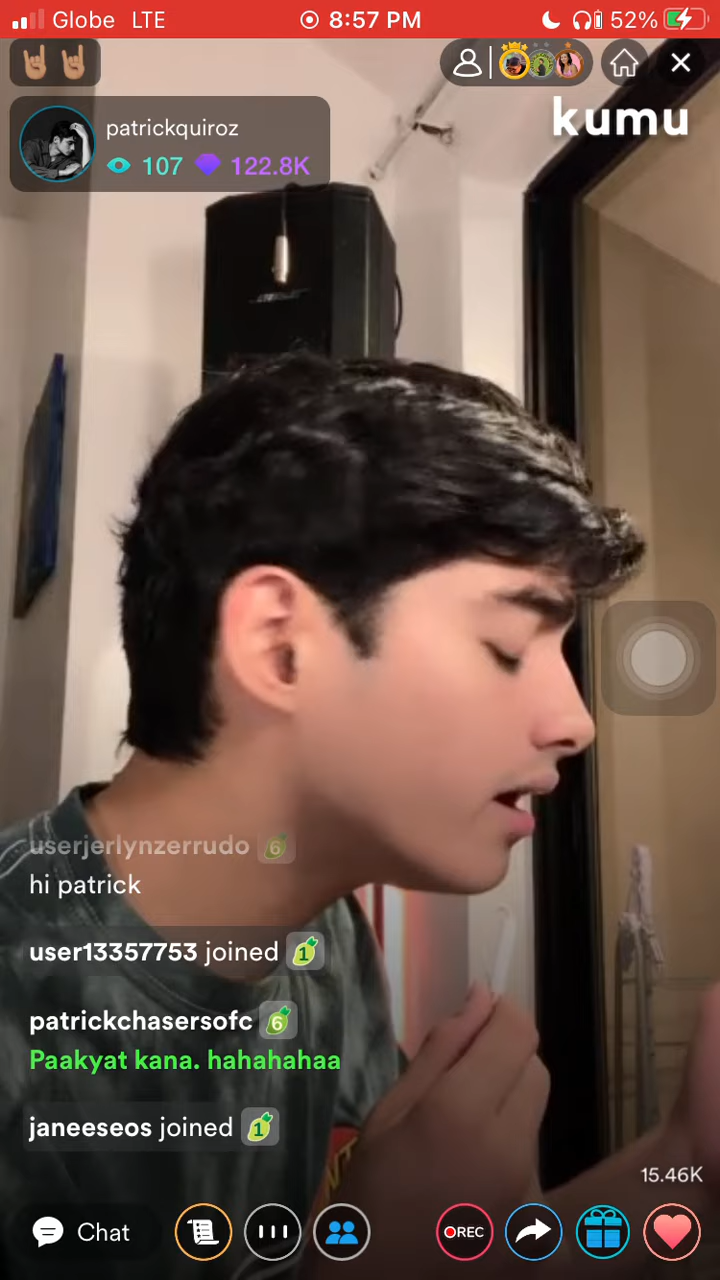 Globe LTE 8:57 PM 52%
patrickquiroz
107 122.8K
kumu
userjerlynzerrudo 6
hi patrick
user13357753 joined 1
patrickchasersofc 6
Paakyat kana. hahahahaa
janeeseos joined 1
15.46K
Chat
REC